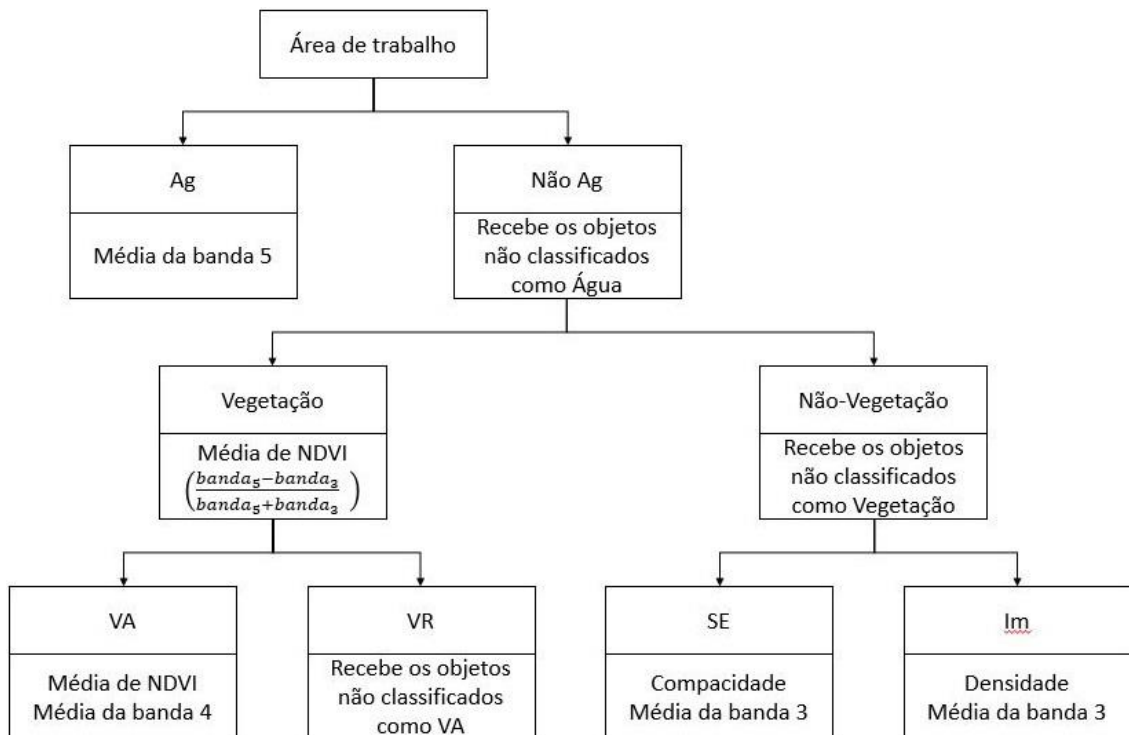 Área de trabalho
Ag
Média da banda 5
Não Ag
Recebe os objetos
não classificados
como Água
Vegetação
Média de NDVI
(banda₅−banda₃ / banda₅+banda₃)
Não-Vegetação
Recebe os objetos
não classificados
como Vegetação
VA
Média de NDVI
Média da banda 4
VR
Recebe os objetos
não classificados
como VA
SE
Compacidade
Média da banda 3
Im
Densidade
Média da banda 3